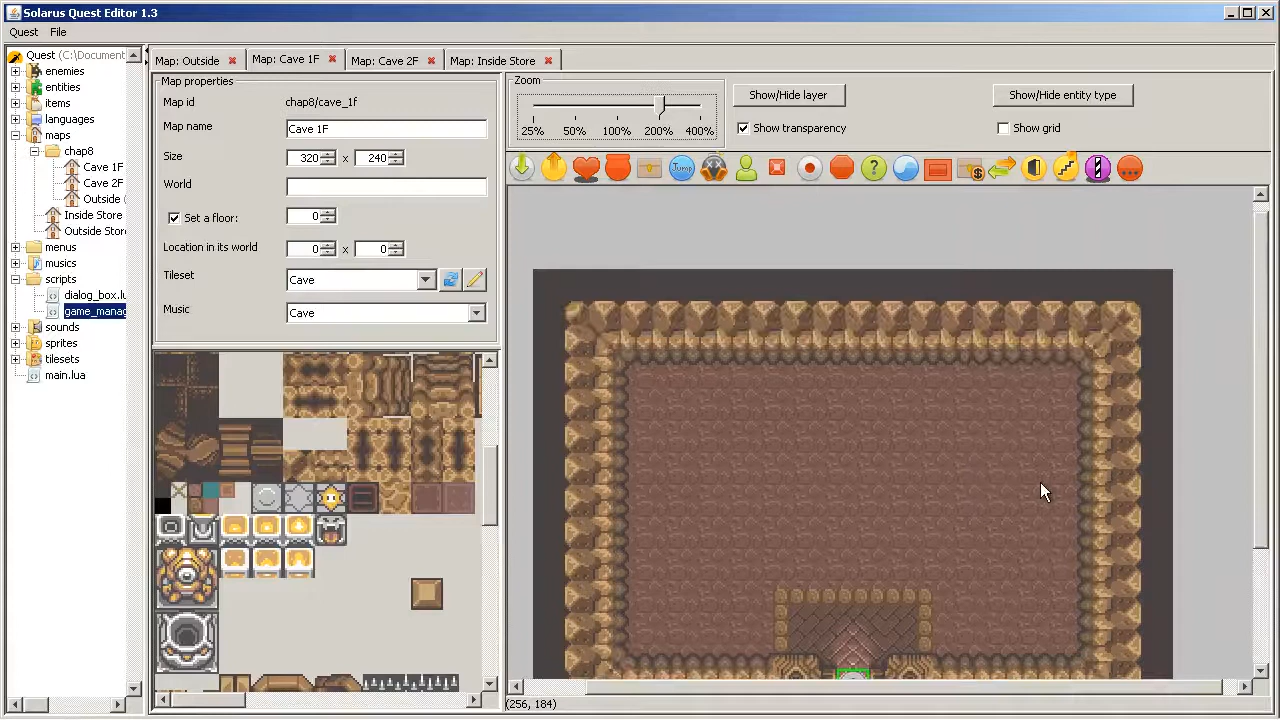 Solarus Quest Editor 1.3
Quest File
Quest (C:\Document
enemies
entities
items
languages
maps
chap8
Cave 1F
Cave 2F
Outside (
Inside Store
Outside Store
menus
musics
scripts
dialog_box.lu
game_manag
sounds
sprites
tilesets
main.lua
Map: Outside
Map: Cave 1F
Map: Cave 2F
Map: Inside Store
Map properties
Map id chap8/cave_1f
Map name Cave 1F
Size 320 x 240
World
Set a floor: 0
Location in its world 0 x 0
Tileset Cave
Music Cave
Zoom
25% 50% 100% 200% 400%
Show/Hide layer
Show transparency
Show/Hide entity type
Show grid
Jump
?
$
(256, 184)